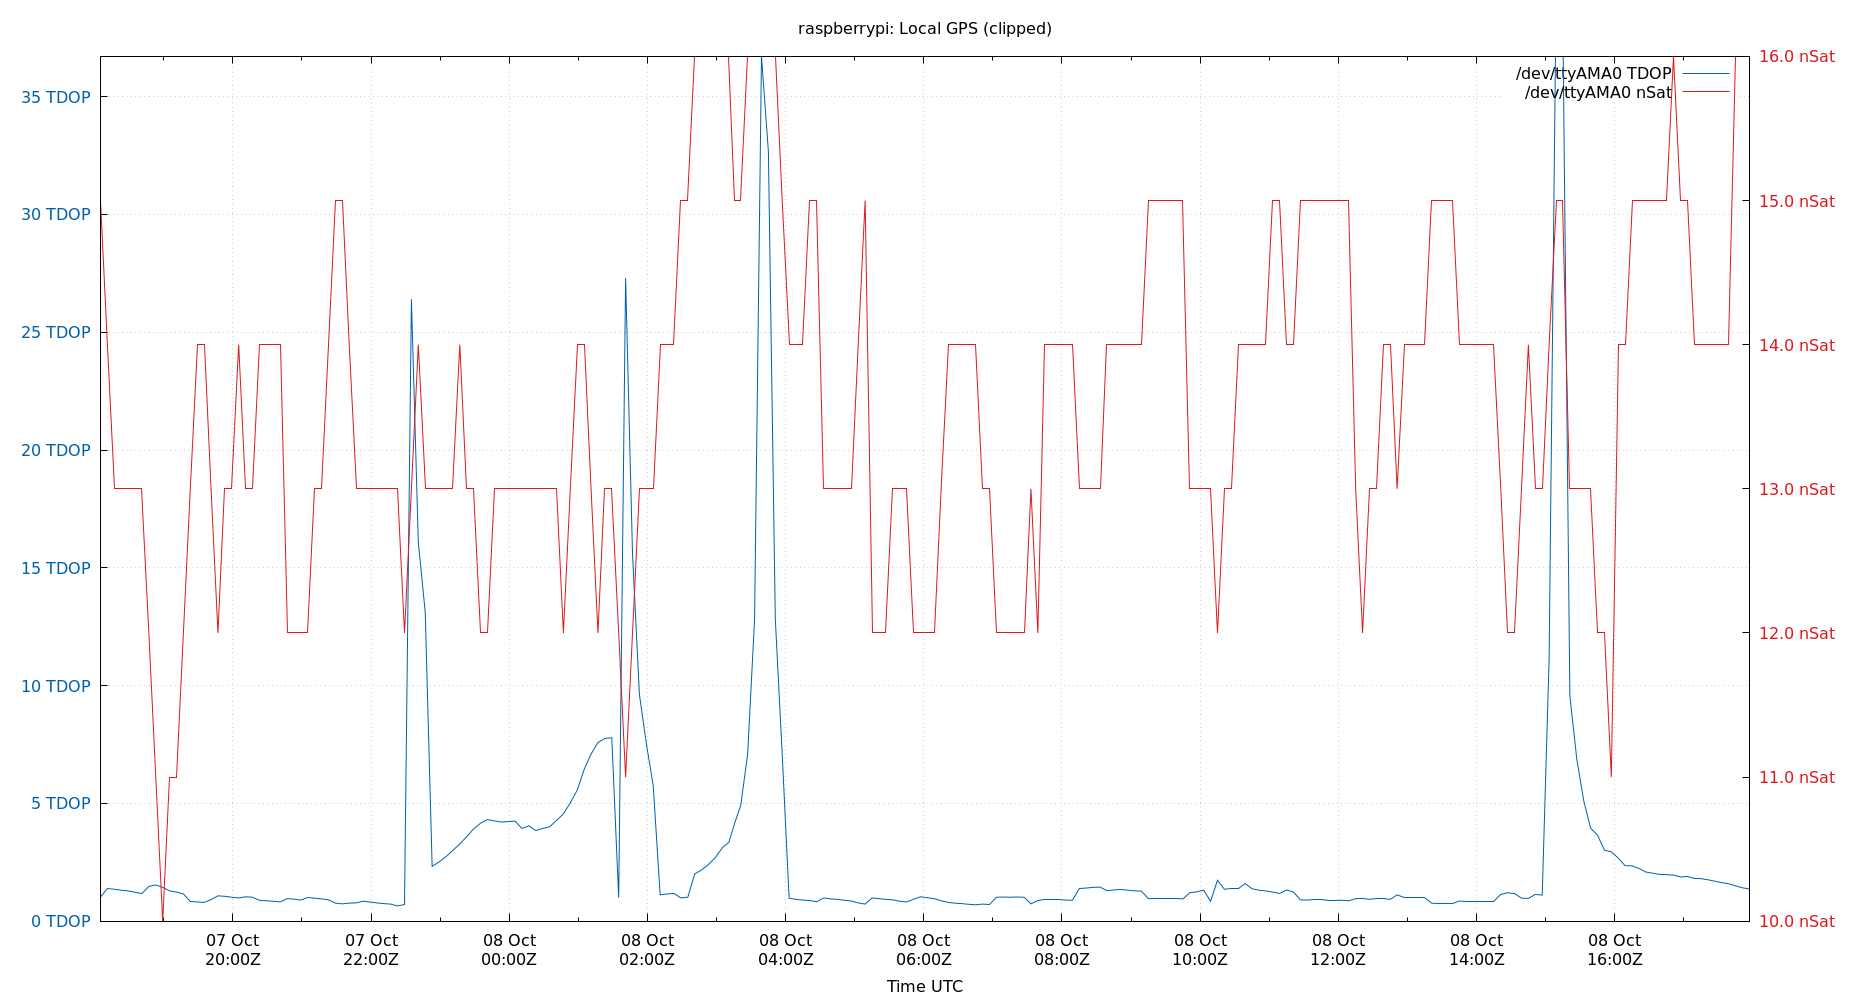 raspberrypi: Local GPS (clipped)
/dev/ttyAMA0 TDOP
/dev/ttyAMA0 nSat
35 TDOP
30 TDOP
25 TDOP
20 TDOP
15 TDOP
10 TDOP
5 TDOP
0 TDOP
16.0 nSat
15.0 nSat
14.0 nSat
13.0 nSat
12.0 nSat
11.0 nSat
10.0 nSat
07 Oct
20:00Z
07 Oct
22:00Z
08 Oct
00:00Z
08 Oct
02:00Z
08 Oct
04:00Z
08 Oct
06:00Z
08 Oct
08:00Z
08 Oct
10:00Z
08 Oct
12:00Z
08 Oct
14:00Z
08 Oct
16:00Z
Time UTC